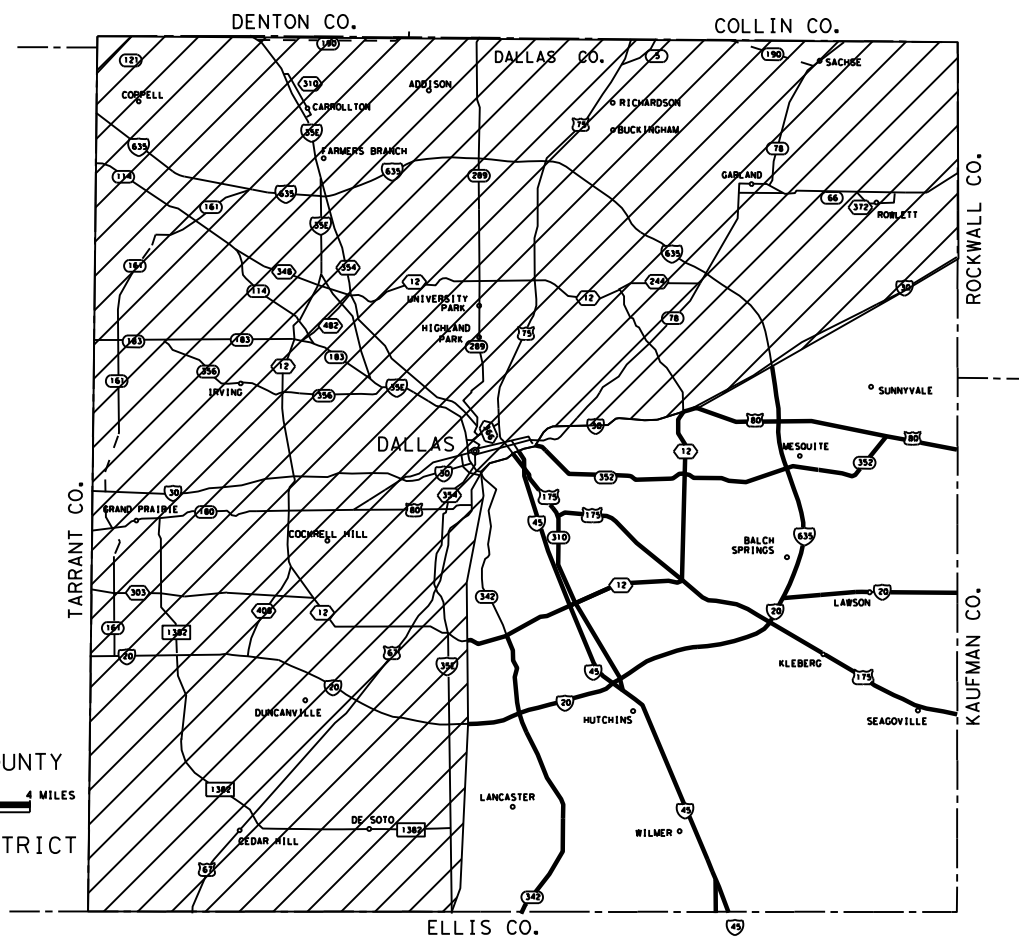 DENTON CO.
COLLIN CO.
190
DALLAS CO.
5
190
SACHSE
121
310
ADDISON
COPPELL
CARROLLTON
RICHARDSON
35E
75
BUCKINGHAM
635
FARMERS BRANCH
78
ROCKWALL CO.
114
635
289
GARLAND
635
161
66
372
ROWLETT
35E
635
161
348
354
114
12
244
30
UNIVERSITY
PARK
12
482
78
HIGHLAND
PARK
75
183
183
289
183
12
356
161
IRVING
356
35E
SUNNYVALE
30
80
DALLAS
MESQUITE
80
12
352
30
352
TARRANT CO.
30
354
175
GRAND PRAIRIE
180
80
45
175
COCKRELL HILL
310
635
BALCH
SPRINGS
303
342
12
20
LAWSON
408
12
20
KAUFMAN CO.
161
1382
20
67
35E
KLEBERG
45
175
20
20
DUNCANVILLE
HUTCHINS
SEAGOVILLE
OUNTY
1382
4 MILES
LANCASTER
45
DE SOTO
1382
WILMER
TRICT
CEDAR HILL
67
342
ELLIS CO.
45